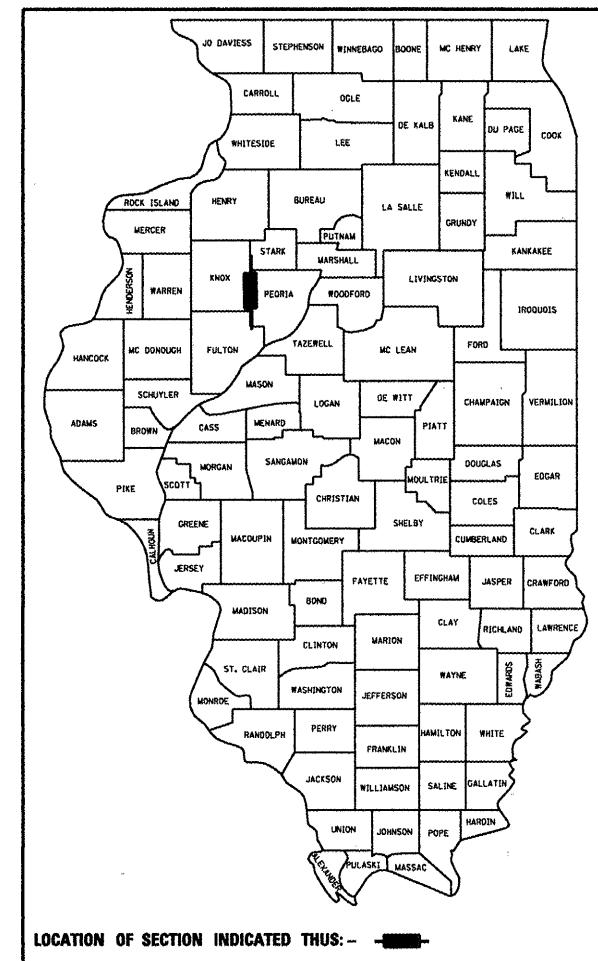 JO DAVIESS STEPHENSON WINNEBAGO BOONE MC HENRY LAKE
CARROLL OGLE DE KALB KANE DU PAGE COOK
WHITESIDE LEE KENDALL WILL
ROCK ISLAND HENRY BUREAU LA SALLE GRUNDY
MERCER PUTNAM KANKAKEE
HENDERSON WARREN KNOX STARK MARSHALL LIVINGSTON
PEORIA WOODFORD IROQUOIS
HANCOCK MC DONOUGH FULTON TAZEWELL MC LEAN FORD
SCHUYLER MASON LOGAN DE WITT CHAMPAIGN VERMILION
ADAMS BROWN CASS MENARD MACON PIATT
PIKE SCOTT MORGAN SANGAMON MOULTRIE DOUGLAS EDGAR
CHRISTIAN COLES
CALHOUN GREENE MACOUPIN MONTGOMERY SHELBY CUMBERLAND CLARK
JERSEY FAYETTE EFFINGHAM JASPER CRAWFORD
MADISON BOND
CLINTON MARION CLAY RICHLAND LAWRENCE
ST. CLAIR WAYNE EDWARDS WABASH
MONROE WASHINGTON JEFFERSON
RANDOLPH PERRY HAMILTON WHITE
FRANKLIN
JACKSON WILLIAMSON SALINE GALLATIN
UNION JOHNSON POPE HARDIN
ALEXANDER PULASKI MASSAC
LOCATION OF SECTION INDICATED THUS: -